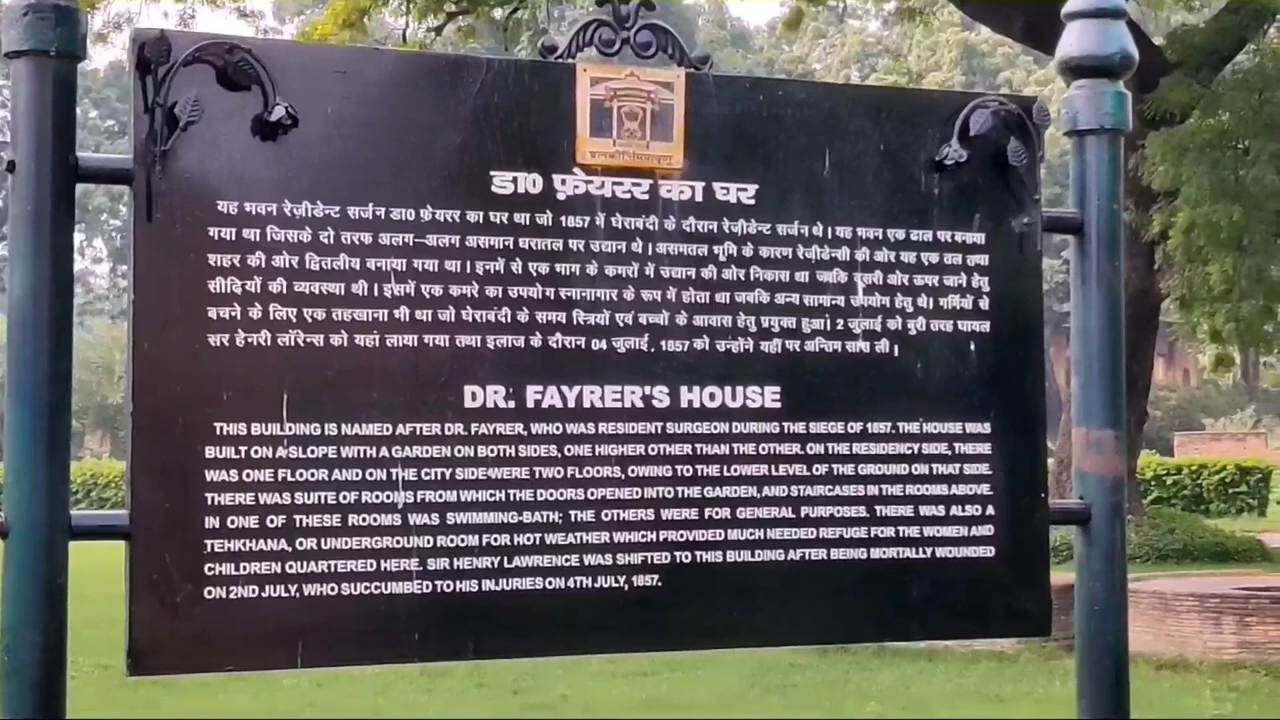 प्रत्नकीर्तिमपावृणु
डा0 फ़ेयरर का घर
यह भवन रेज़ीडेन्ट सर्जन डा0 फ़ेयरर का घर था जो 1857 में घेराबंदी के दौरान रेज़ीडेन्ट सर्जन थे। यह भवन एक ढाल पर बनाया
गया था जिसके दो तरफ अलग–अलग असमान धरातल पर उद्यान थे। असमतल भूमि के कारण रेज़ीडेन्सी की ओर यह एक तल तथा
शहर की ओर द्वितलीय बनाया गया था। इनमें से एक भाग के कमरों में उद्यान की ओर निकास था जबकि दूसरी ओर ऊपर जाने हेतु
सीढ़ियों की व्यवस्था थी। इसमें एक कमरे का उपयोग स्नानागार के रूप में होता था जबकि अन्य सामान्य उपयोग हेतु थे। गर्मियों से
बचने के लिए एक तहखाना भी था जो घेराबंदी के समय स्त्रियों एवं बच्चों के आवास हेतु प्रयुक्त हुआ। 2 जुलाई को बुरी तरह घायल
सर हेनरी लॉरेन्स को यहां लाया गया तथा इलाज के दौरान 04 जुलाई, 1857 को उन्होंने यहीं पर अन्तिम सांस ली।
DR. FAYRER'S HOUSE
THIS BUILDING IS NAMED AFTER DR. FAYRER, WHO WAS RESIDENT SURGEON DURING THE SIEGE OF 1857. THE HOUSE WAS
BUILT ON A SLOPE WITH A GARDEN ON BOTH SIDES, ONE HIGHER OTHER THAN THE OTHER. ON THE RESIDENCY SIDE, THERE
WAS ONE FLOOR AND ON THE CITY SIDE WERE TWO FLOORS, OWING TO THE LOWER LEVEL OF THE GROUND ON THAT SIDE.
THERE WAS SUITE OF ROOMS FROM WHICH THE DOORS OPENED INTO THE GARDEN, AND STAIRCASES IN THE ROOMS ABOVE.
IN ONE OF THESE ROOMS WAS SWIMMING-BATH; THE OTHERS WERE FOR GENERAL PURPOSES. THERE WAS ALSO A
TEHKHANA, OR UNDERGROUND ROOM FOR HOT WEATHER WHICH PROVIDED MUCH NEEDED REFUGE FOR THE WOMEN AND
CHILDREN QUARTERED HERE. SIR HENRY LAWRENCE WAS SHIFTED TO THIS BUILDING AFTER BEING MORTALLY WOUNDED
ON 2ND JULY, WHO SUCCUMBED TO HIS INJURIES ON 4TH JULY, 1857.